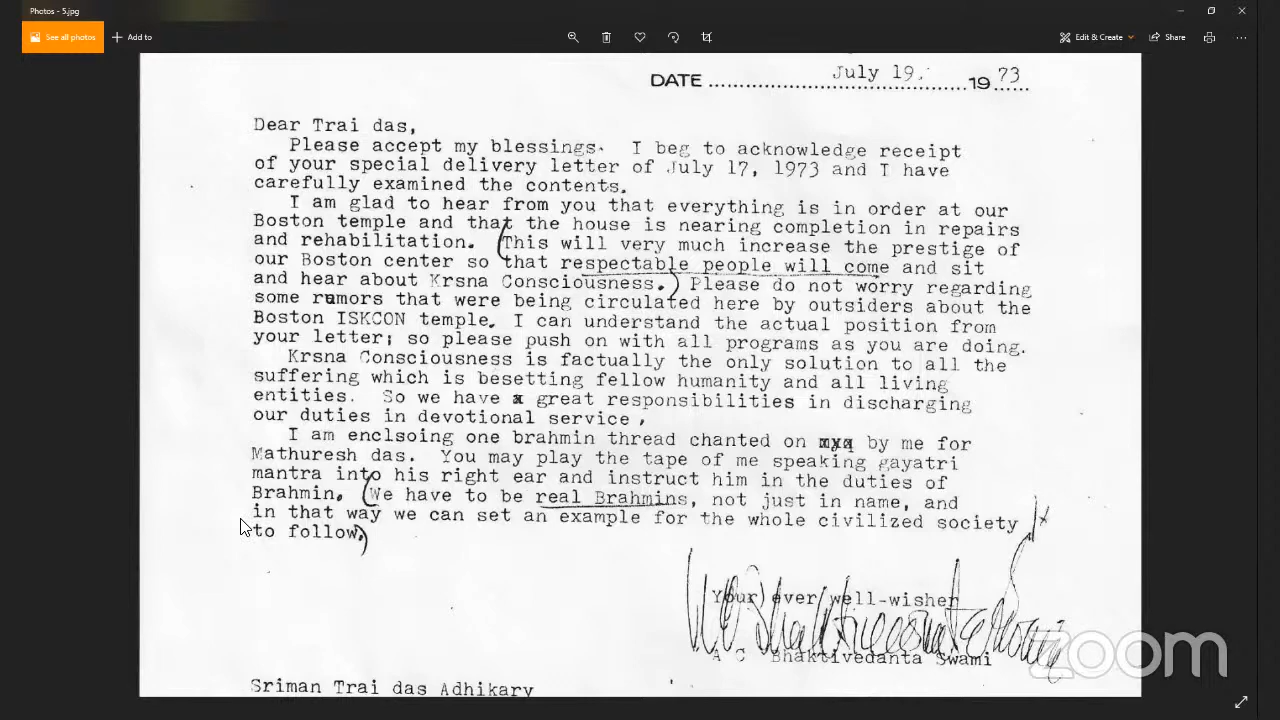 Photos - 5.jpg
See all photos
Add to
Edit & Create
Share
July 19,
DATE ........................................ 1973
Dear Trai das,
Please accept my blessings. I beg to acknowledge receipt
of your special delivery letter of July 17, 1973 and I have
carefully examined the contents.
I am glad to hear from you that everything is in order at our
Boston temple and that the house is nearing completion in repairs
and rehabilitation. (This will very much increase the prestige of
our Boston center so that respectable people will come and sit
and hear about Krsna Consciousness.) Please do not worry regarding
some rumors that were being circulated here by outsiders about the
Boston ISKCON temple. I can understand the actual position from
your letter; so please push on with all programs as you are doing.
Krsna Consciousness is factually the only solution to all the
suffering which is besetting fellow humanity and all living
entities. So we have great responsibilities in discharging
our duties in devotional service,
I am enclsoing one brahmin thread chanted on by me for
Mathuresh das. You may play the tape of me speaking gayatri
mantra into his right ear and instruct him in the duties of
Brahmin. (We have to be real Brahmins, not just in name, and
in that way we can set an example for the whole civilized society
to follow.)
Your ever well-wisher
A C Bhaktivedanta Swami
zoom
Sriman Trai das Adhikary